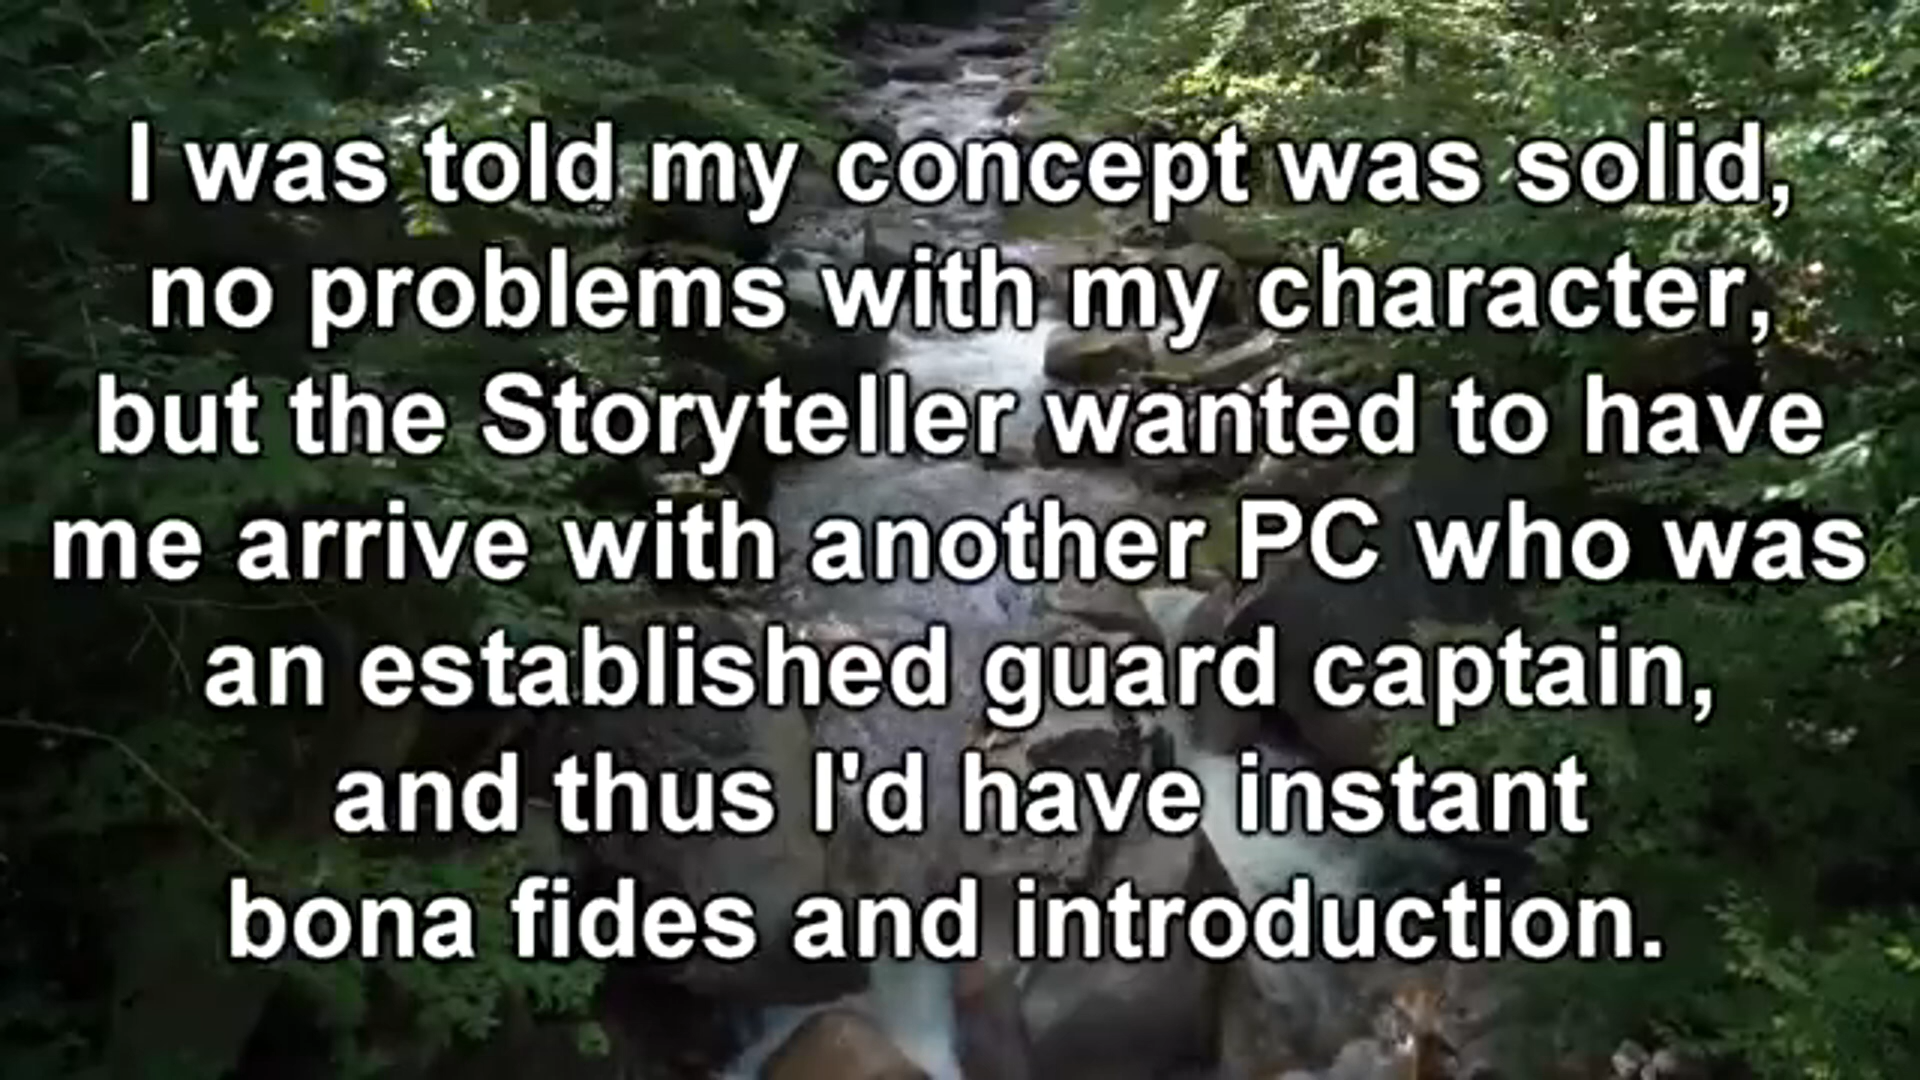 I was told my concept was solid,
no problems with my character,
but the Storyteller wanted to have
me arrive with another PC who was
an established guard captain,
and thus I'd have instant
bona fides and introduction.